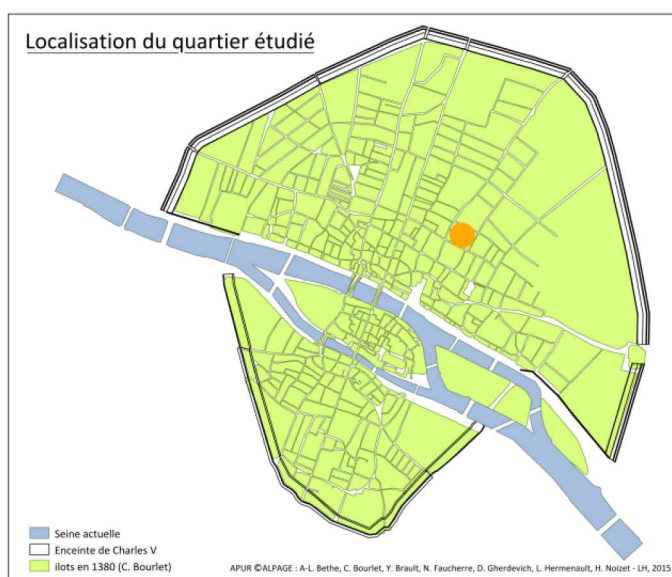 Localisation du quartier étudié
Seine actuelle
Enceinte de Charles V
ilots en 1380 (C. Bourlet)
APUR ©ALPAGE : A-L. Bethe, C. Bourlet, Y. Brault, N. Faucherre, D. Gherdevich, L. Hermenault, H. Noizet - LH, 2015